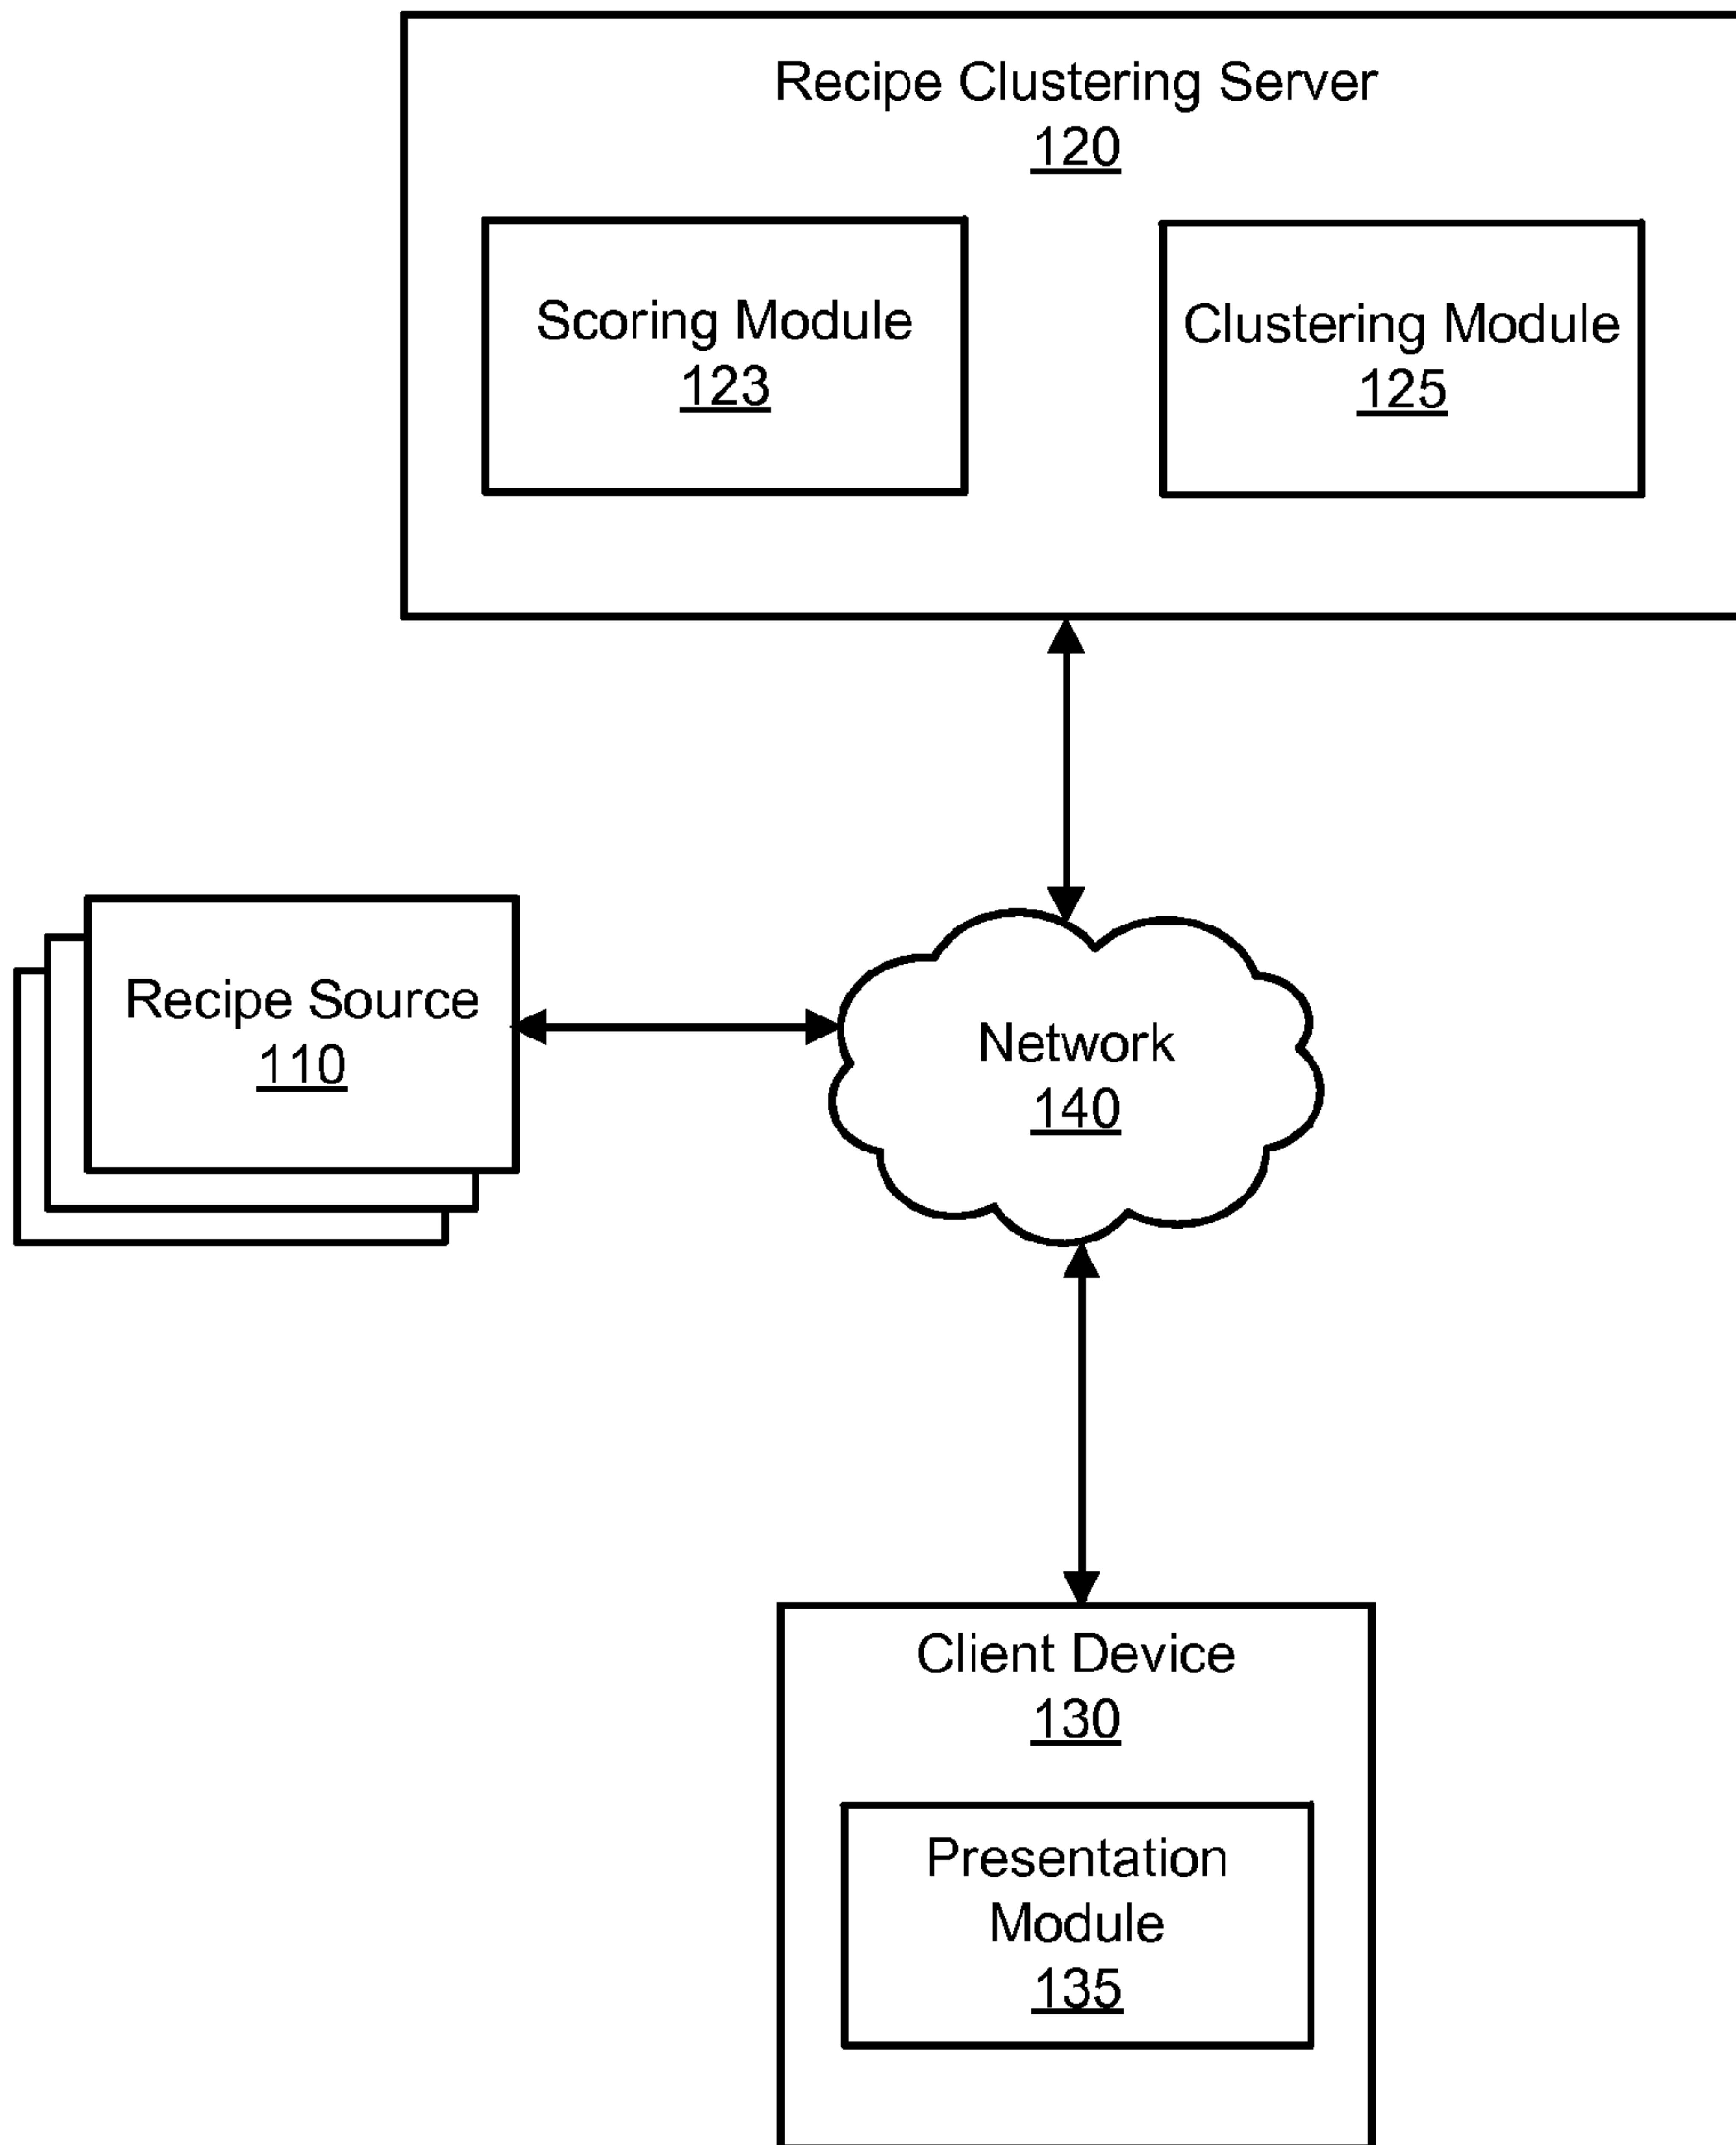 Recipe Clustering Server
120
Scoring Module
123
Clustering Module
125
Recipe Source
110
Network
140
Client Device
130
Presentation
Module
135